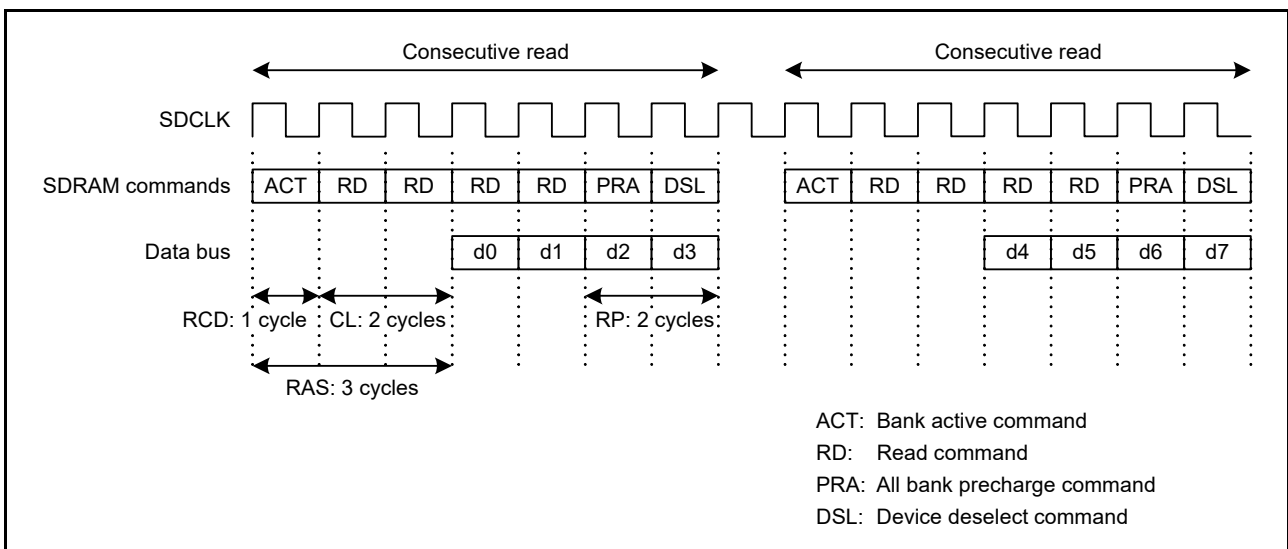 Consecutive read Consecutive read
SDCLK
SDRAM commands ACT RD RD RD RD PRA DSL ACT RD RD RD RD PRA DSL
Data bus d0 d1 d2 d3 d4 d5 d6 d7
RCD: 1 cycle CL: 2 cycles RP: 2 cycles
RAS: 3 cycles
ACT: Bank active command
RD: Read command
PRA: All bank precharge command
DSL: Device deselect command